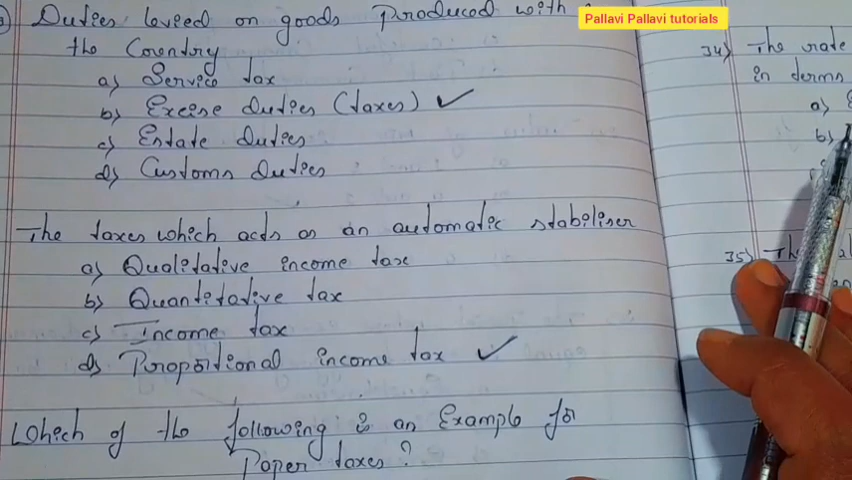 Duties levied on goods Produced with
Pallavi Pallavi tutorials
the Country
a) Service tax
b) Excise duties (taxes) ✓
c) Estate duties
d) Customs duties
The taxes which acts as an automatic stabiliser
a) Qualitative income tax
b) Quantitative tax
c) Income tax
d) Proportional income tax ✓
Which of the following is an Example for
Paper taxes?
34) The rate
in terms
a)
b)
35) The